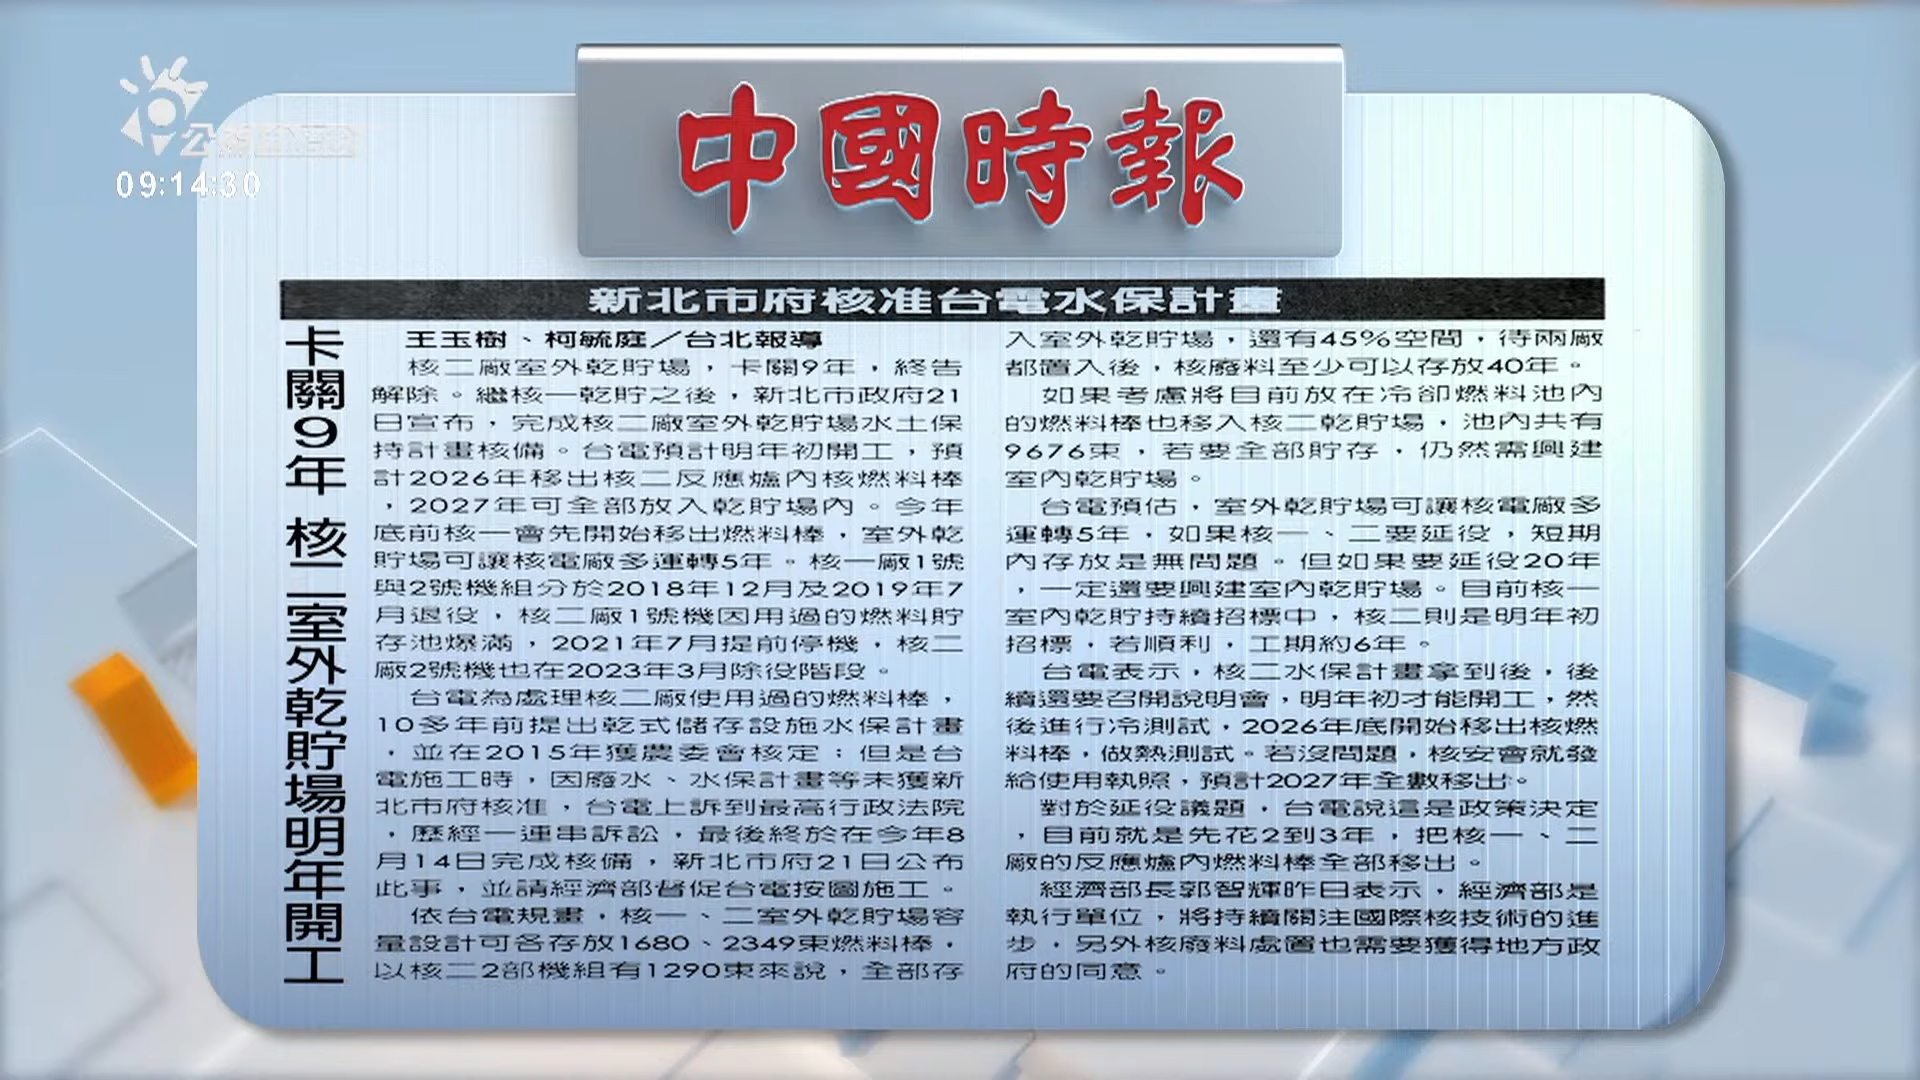 公視
09:14:30
中國時報
新北市府核准台電水保計畫
卡關9年 核二室外乾貯場明年開工
王玉樹、柯毓庭／台北報導
核二廠室外乾貯場，卡關9年，終告
解除。繼核一乾貯之後，新北市政府21
日宣布，完成核二廠室外乾貯場水土保
持計畫核備。台電預計明年初開工，預
計2026年移出核二反應爐內核燃料棒
，2027年可全部放入乾貯場內。今年
底前核一會先開始移出燃料棒，室外乾
貯場可讓核電廠多運轉5年。核一廠1號
與2號機組分於2018年12月及2019年7
月退役，核二廠1號機因用過的燃料貯
存池爆滿，2021年7月提前停機，核二
廠2號機也在2023年3月除役階段。
台電為處理核二廠使用過的燃料棒，
10多年前提出乾式儲存設施水保計畫
，並在2015年獲農委會核定；但是台
電施工時，因廢水、水保計畫等未獲新
北市府核准，台電上訴到最高行政法院
，歷經一連串訴訟，最後終於在今年8
月14日完成核備，新北市府21日公布
此事，並請經濟部督促台電按圖施工。
依台電規畫，核一、二室外乾貯場容
量設計可各存放1680、2349束燃料棒，
以核二2部機組有1290束來說，全部存
入室外乾貯場，還有45%空間，待兩廠
都置入後，核廢料至少可以存放40年。
如果考慮將目前放在冷卻燃料池內
的燃料棒也移入核二乾貯場，池內共有
9676束，若要全部貯存，仍然需興建
室內乾貯場。
台電預估，室外乾貯場可讓核電廠多
運轉5年，如果核一、二要延役，短期
內存放是無問題。但如果要延役20年
，一定還要興建室內乾貯場。目前核一
室內乾貯持續招標中，核二則是明年初
招標，若順利，工期約6年。
台電表示，核二水保計畫拿到後，後
續還要召開說明會，明年初才能開工，然
後進行冷測試，2026年底開始移出核燃
料棒，做熱測試。若沒問題，核安會就發
給使用執照，預計2027年全數移出。
對於延役議題，台電說這是政策決定
，目前就是先花2到3年，把核一、二
廠的反應爐內燃料棒全部移出。
經濟部長郭智輝昨日表示，經濟部是
執行單位，將持續關注國際核技術的進
步，另外核廢料處置也需要獲得地方政
府的同意。